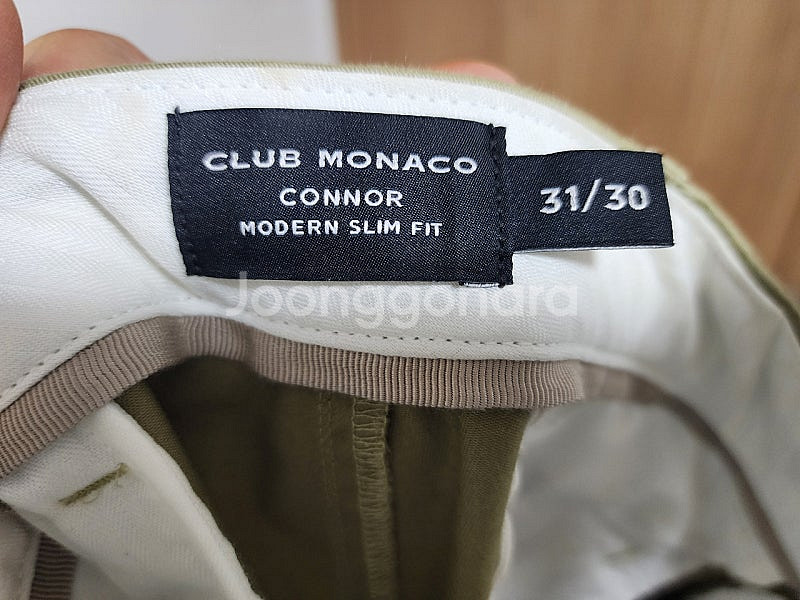 CLUB MONACO
CONNOR
MODERN SLIM FIT
31/30
Joonggonara